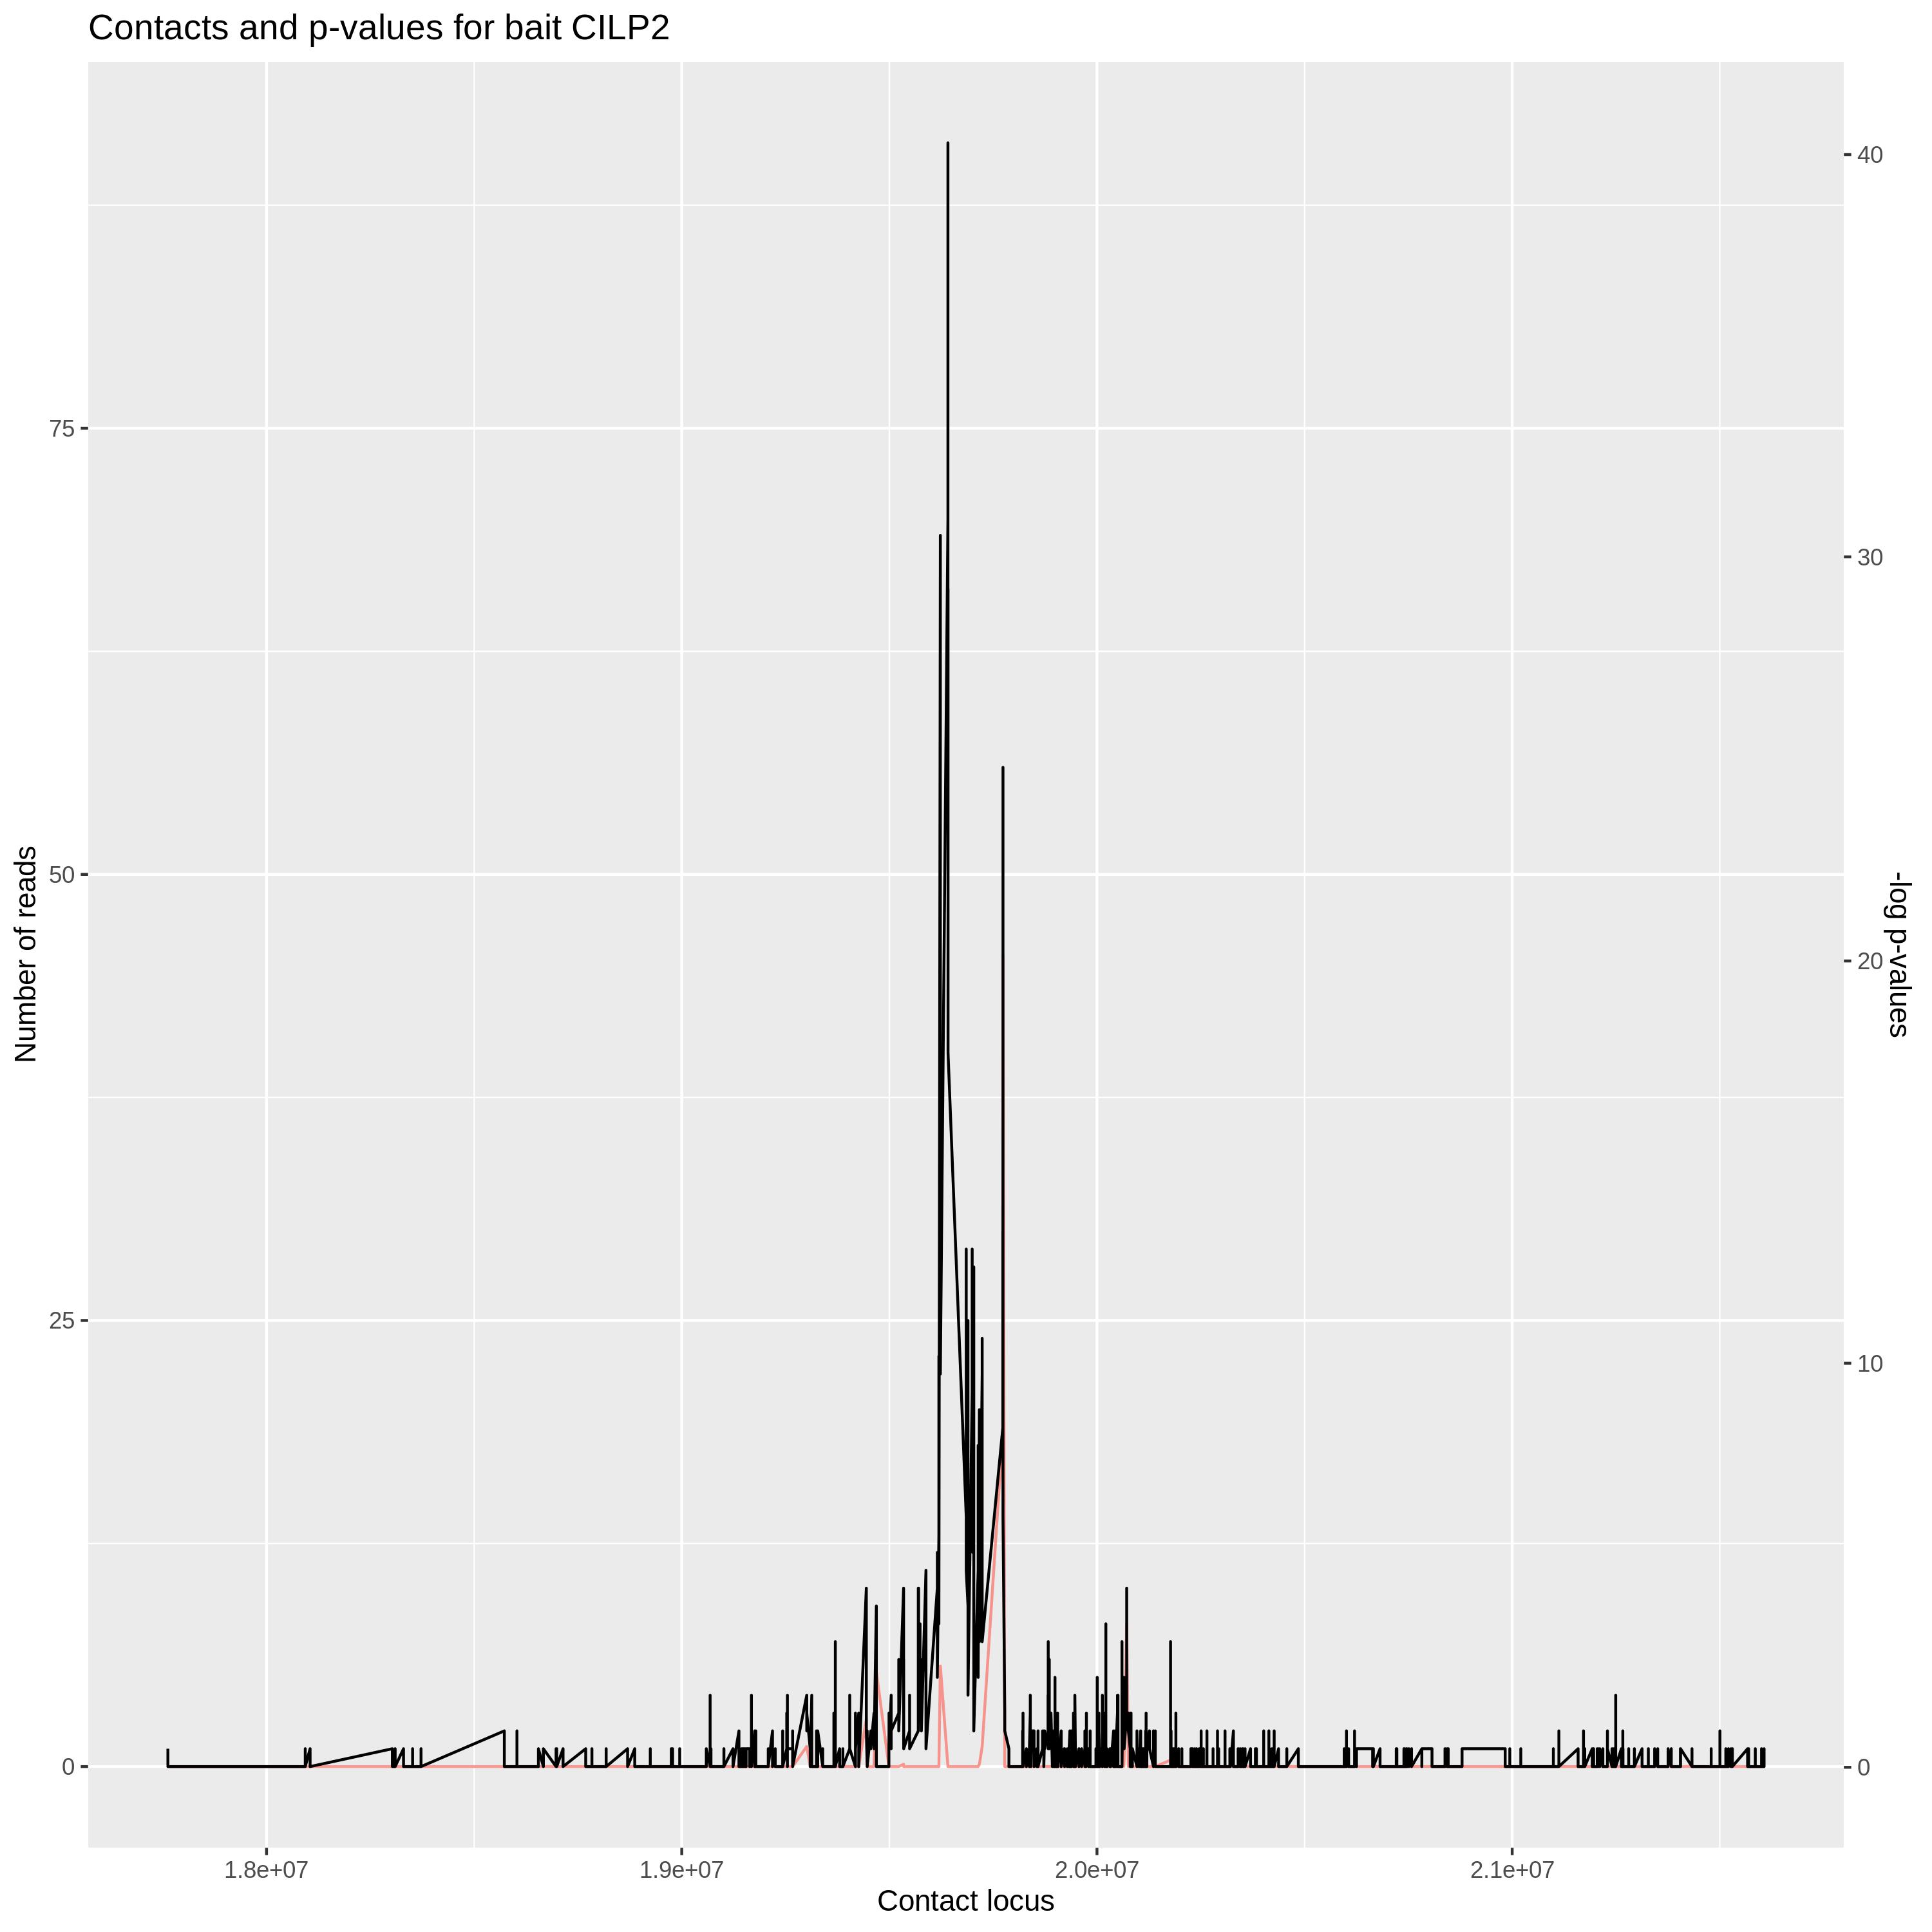 Contacts and p-values for bait CILP2
Number of reads
75
50
25
0
40
30
20
10
0
-log p-values
1.8e+07
1.9e+07
2.0e+07
2.1e+07
Contact locus